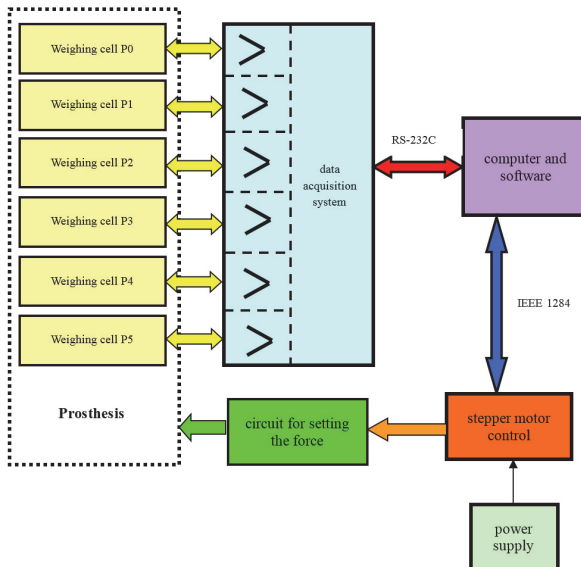 Weighing cell P0
Weighing cell P1
Weighing cell P2
Weighing cell P3
Weighing cell P4
Weighing cell P5
Prosthesis
data
acquisition
system
RS-232C
computer and
software
IEEE 1284
circuit for setting
the force
stepper motor
control
power
supply